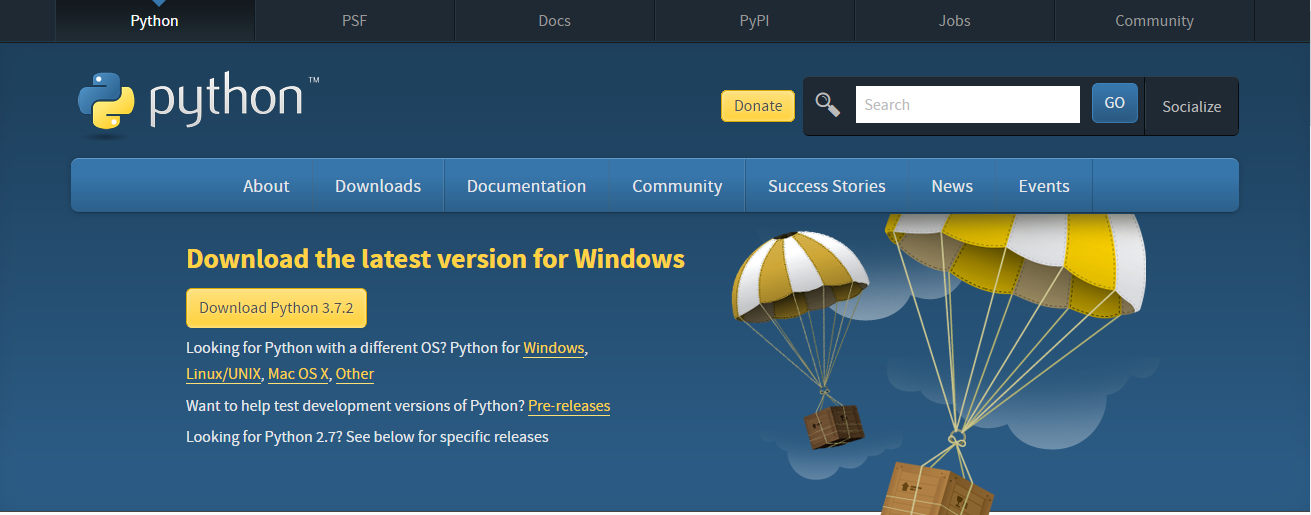 Python PSF Docs PyPI Jobs Community
python™
Donate Search GO Socialize
About Downloads Documentation Community Success Stories News Events
Download the latest version for Windows
Download Python 3.7.2
Looking for Python with a different OS? Python for Windows,
Linux/UNIX, Mac OS X, Other
Want to help test development versions of Python? Pre-releases
Looking for Python 2.7? See below for specific releases